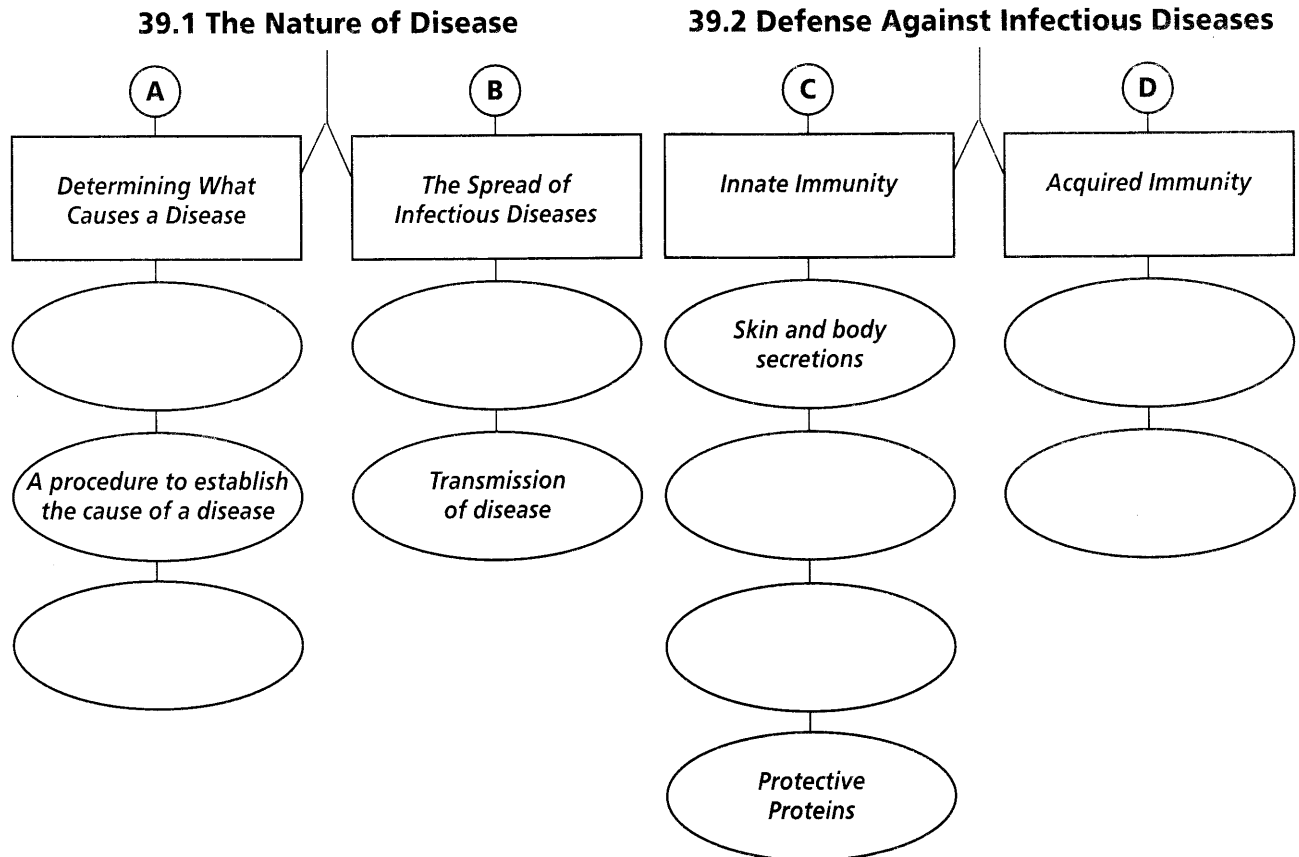 39.1 The Nature of Disease
39.2 Defense Against Infectious Diseases
A
B
C
D
Determining What
Causes a Disease
The Spread of
Infectious Diseases
Innate Immunity
Acquired Immunity
Skin and body
secretions
A procedure to establish
the cause of a disease
Transmission
of disease
Protective
Proteins